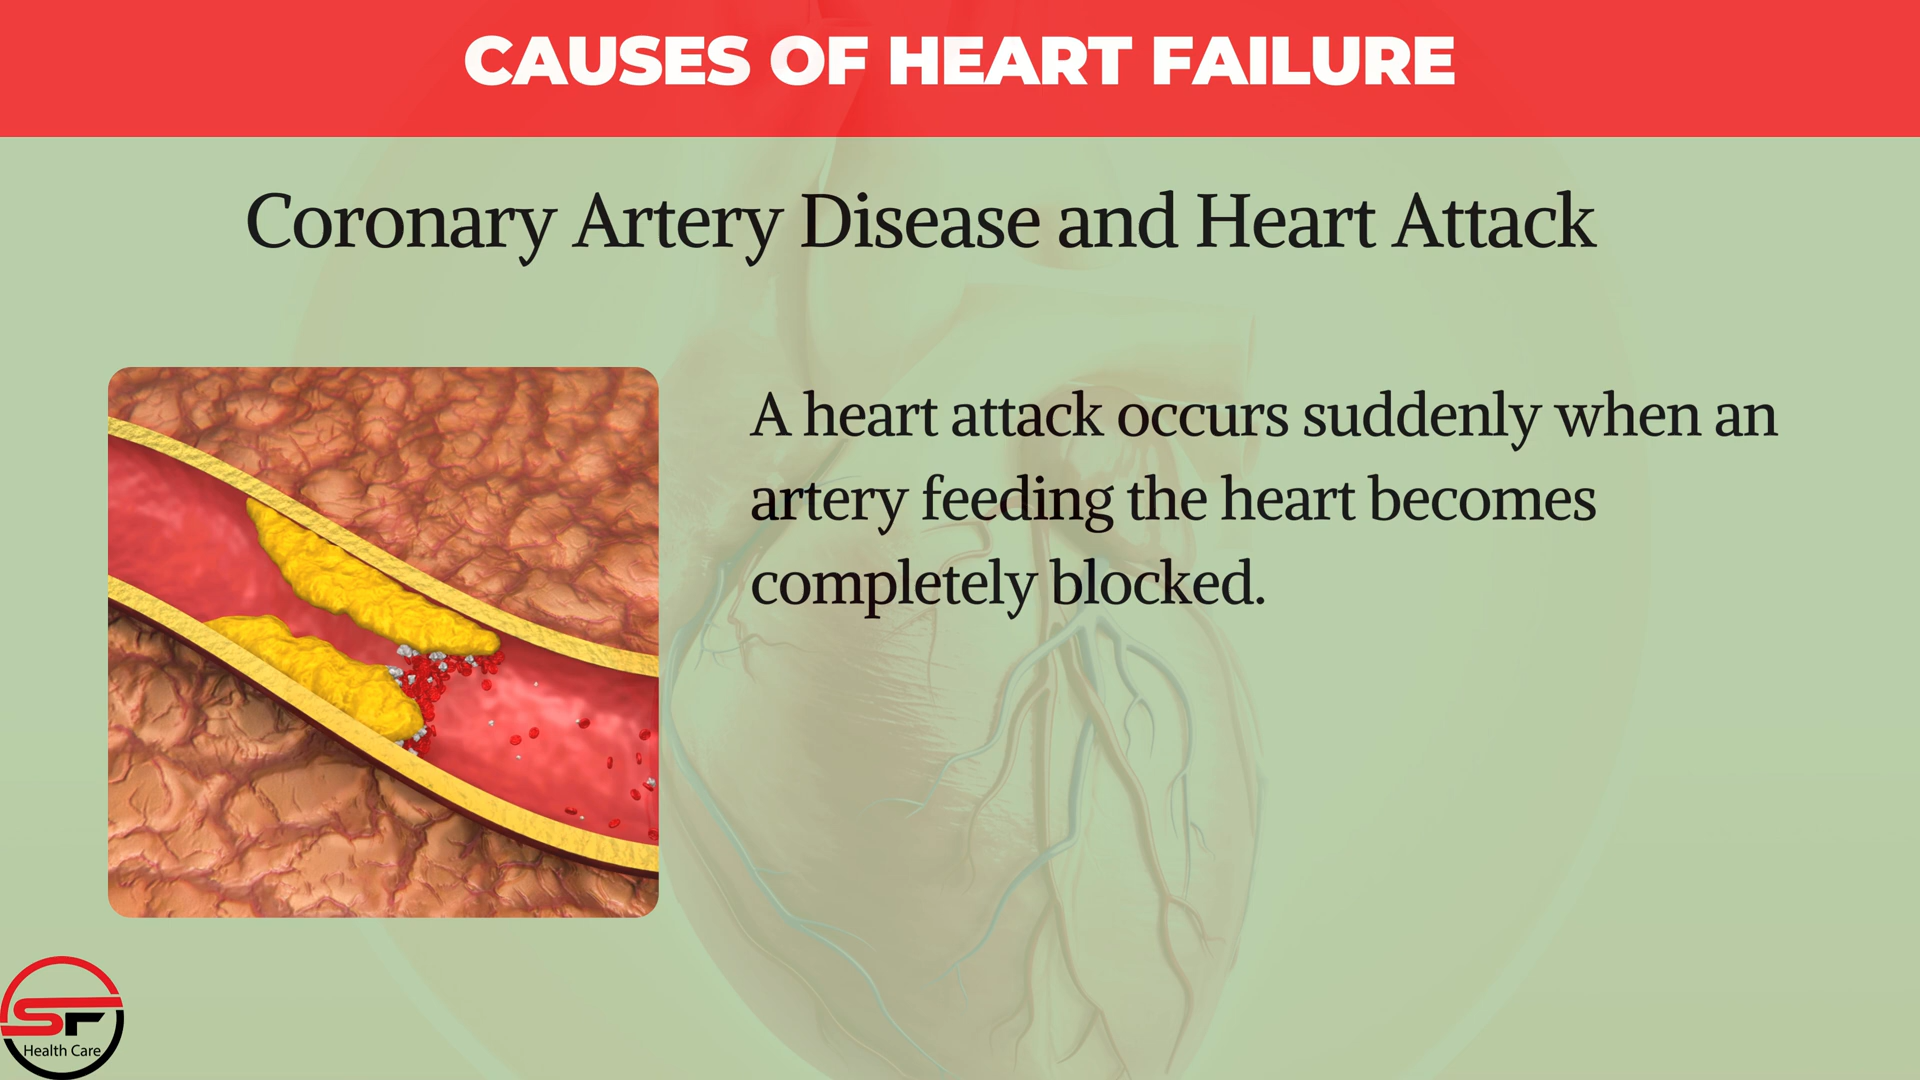 CAUSES OF HEART FAILURE
Coronary Artery Disease and Heart Attack
A heart attack occurs suddenly when an
artery feeding the heart becomes
completely blocked.
SF
Health Care